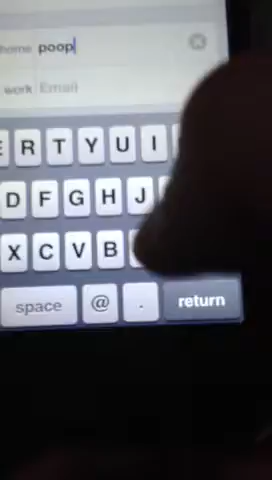 home poop
work Email
E R T Y U I
D F G H J
X C V B
space @ . return